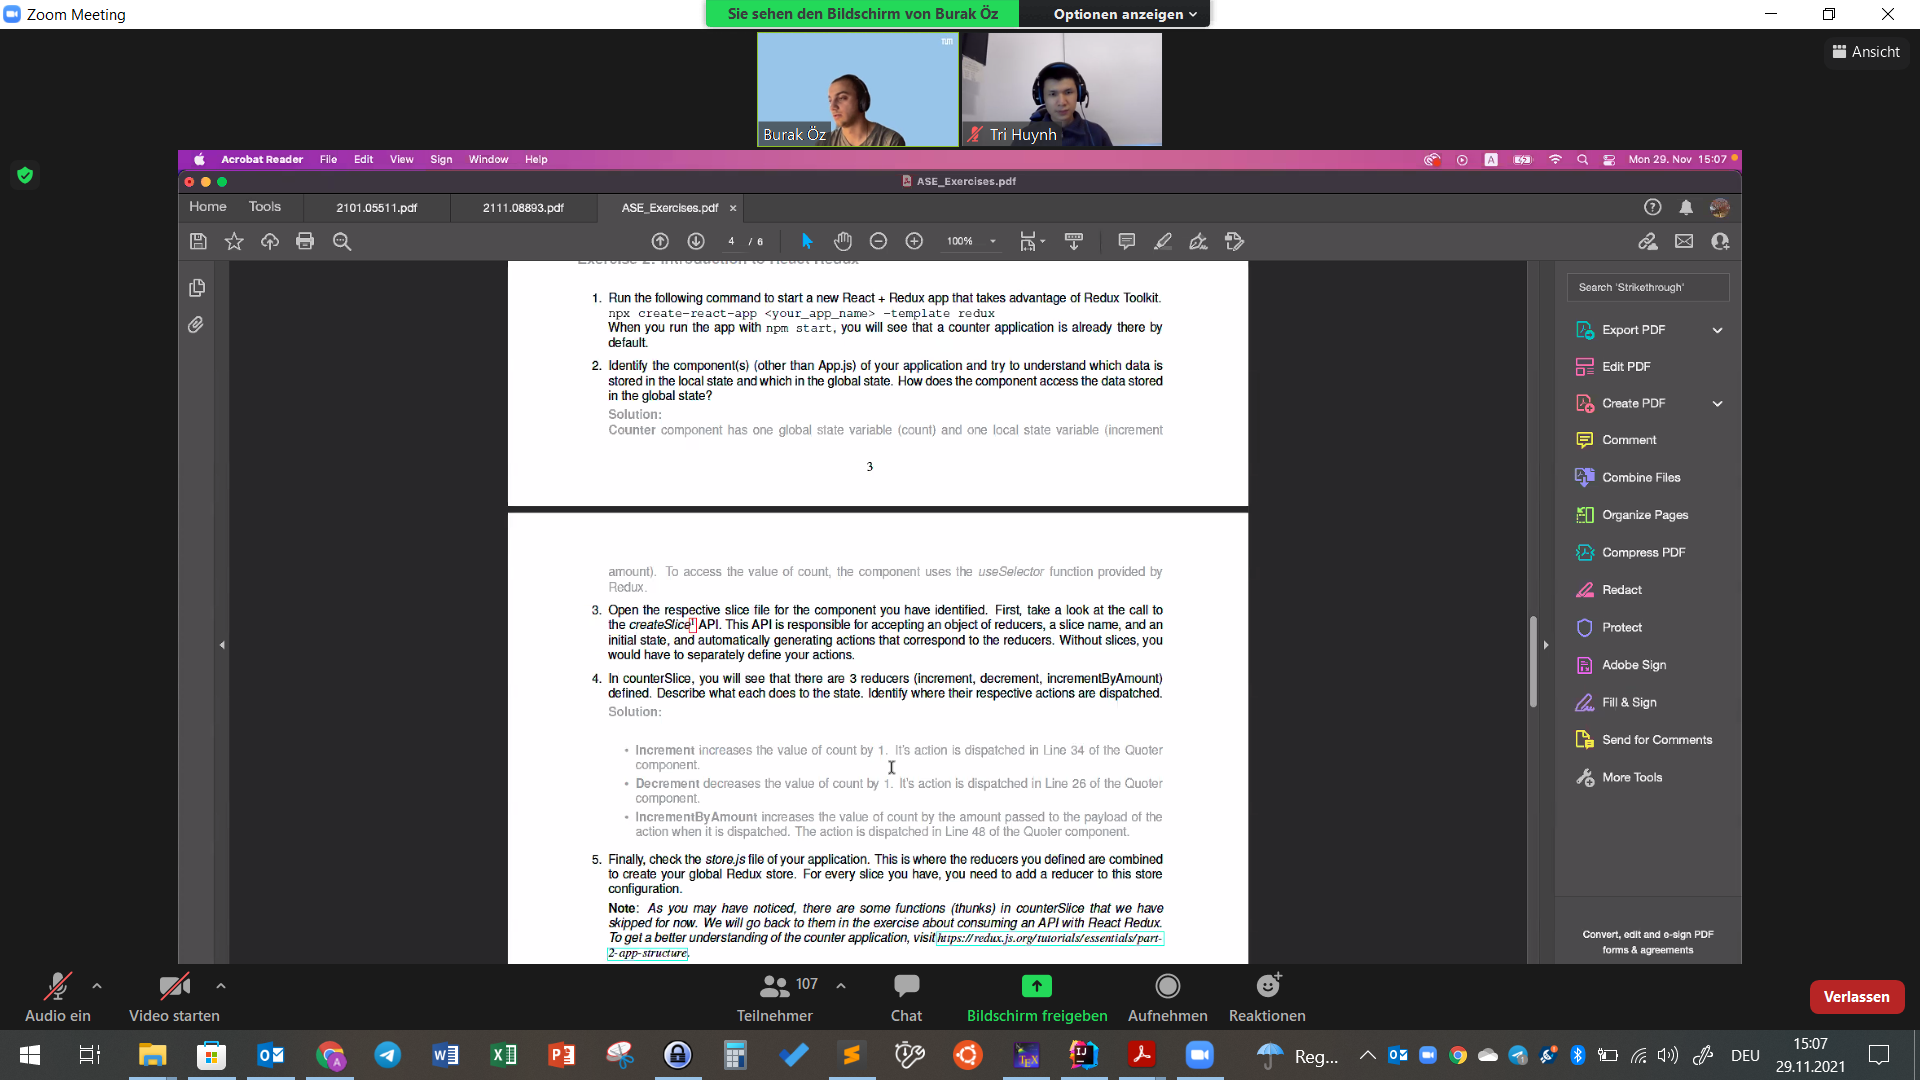 Zoom Meeting
Sie sehen den Bildschirm von Burak Öz
Optionen anzeigen
Ansicht
TUM
Burak Öz
Tri Huynh
Acrobat Reader File Edit View Sign Window Help
A
Mon 29. Nov 15:07
ASE_Exercises.pdf
Home Tools 2101.05511.pdf 2111.08893.pdf ASE_Exercises.pdf ×
4 / 6
100%
Exercise 2: Introduction to React Redux
1. Run the following command to start a new React + Redux app that takes advantage of Redux Toolkit.
npx create-react-app <your_app_name> -template redux
When you run the app with npm start, you will see that a counter application is already there by
default.
2. Identify the component(s) (other than App.js) of your application and try to understand which data is
stored in the local state and which in the global state. How does the component access the data stored
in the global state?
Solution:
Counter component has one global state variable (count) and one local state variable (increment
3
amount). To access the value of count, the component uses the useSelector function provided by
Redux.
3. Open the respective slice file for the component you have identified. First, take a look at the call to
the createSlice1 API. This API is responsible for accepting an object of reducers, a slice name, and an
initial state, and automatically generating actions that correspond to the reducers. Without slices, you
would have to separately define your actions.
4. In counterSlice, you will see that there are 3 reducers (increment, decrement, incrementByAmount)
defined. Describe what each does to the state. Identify where their respective actions are dispatched.
Solution:
• Increment increases the value of count by 1. It's action is dispatched in Line 34 of the Quoter
component.
• Decrement decreases the value of count by 1. It's action is dispatched in Line 26 of the Quoter
component.
• IncrementByAmount increases the value of count by the amount passed to the payload of the
action when it is dispatched. The action is dispatched in Line 48 of the Quoter component.
5. Finally, check the store.js file of your application. This is where the reducers you defined are combined
to create your global Redux store. For every slice you have, you need to add a reducer to this store
configuration.
Note: As you may have noticed, there are some functions (thunks) in counterSlice that we have
skipped for now. We will go back to them in the exercise about consuming an API with React Redux.
To get a better understanding of the counter application, visit https://redux.js.org/tutorials/essentials/part-
2-app-structure.
Search 'Strikethrough'
Export PDF
Edit PDF
Create PDF
Comment
Combine Files
Organize Pages
Compress PDF
Redact
Protect
Adobe Sign
Fill & Sign
Send for Comments
More Tools
Convert, edit and e-sign PDF
forms & agreements
Audio ein
Video starten
107
Teilnehmer
Chat
Bildschirm freigeben
Aufnehmen
Reaktionen
Verlassen
Reg...
DEU
15:07
29.11.2021